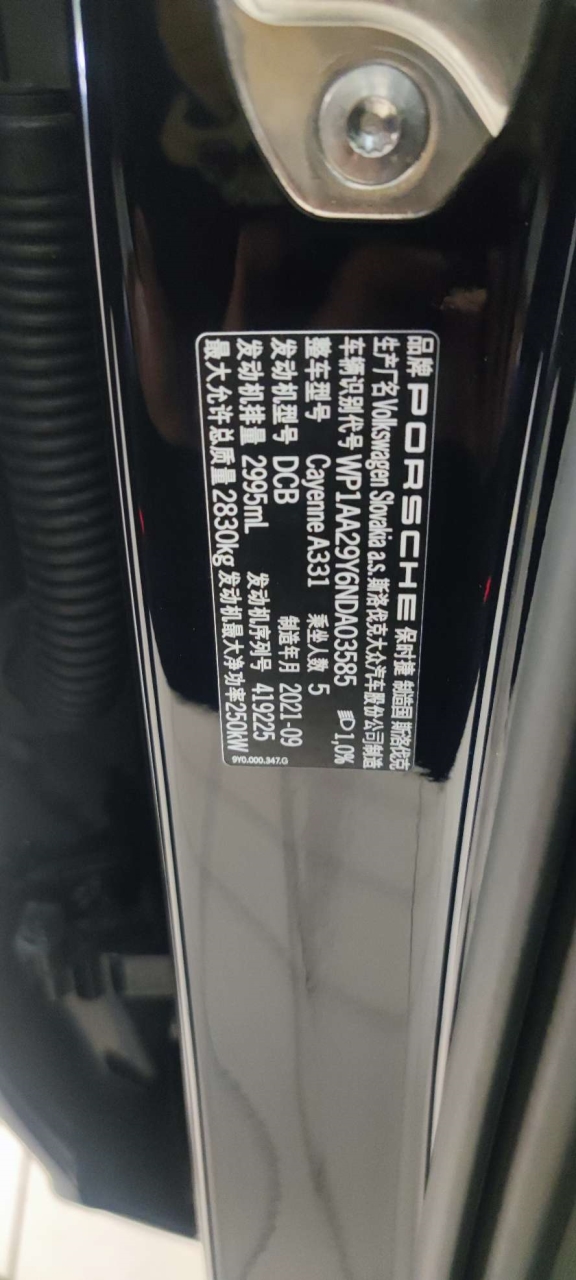 品牌 PORSCHE 保时捷 制造国 斯洛伐克
生产厂名 Volkswagen Slovakia a.s. 斯洛伐克大众汽车股份公司制造
车辆识别代号 WP1AA29Y6NDA03585 1,0%
整车型号 Cayenne A331 乘坐人数 5
发动机型号 DCB 制造年月 2021-09
发动机排量 2995mL 发动机序列号 419225
最大允许总质量 2830kg 发动机最大净功率 250kW
9Y0.000.347.G